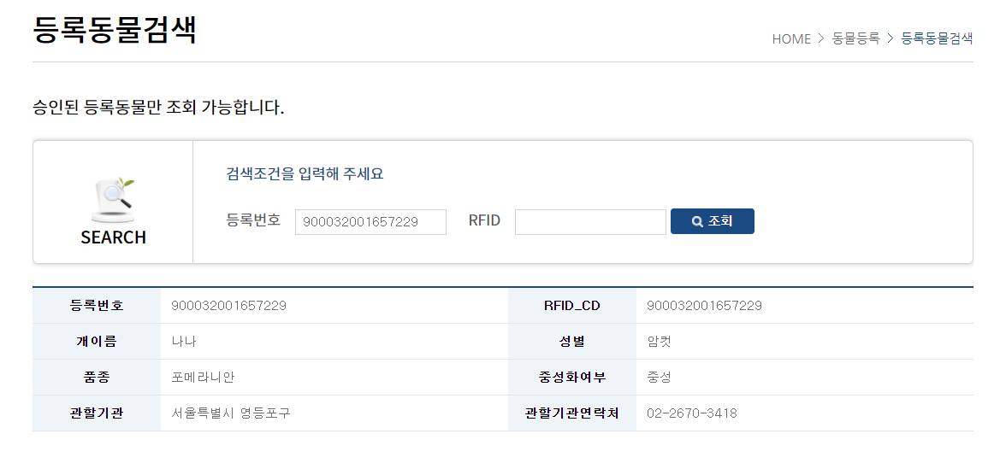 등록동물검색
HOME > 동물등록 > 등록동물검색
승인된 등록동물만 조회 가능합니다.
SEARCH
검색조건을 입력해 주세요
등록번호 900032001657229 RFID 조회
등록번호 900032001657229 RFID_CD 900032001657229
개이름 나나 성별 암컷
품종 포메라니안 중성화여부 중성
관할기관 서울특별시 영등포구 관할기관연락처 02-2670-3418